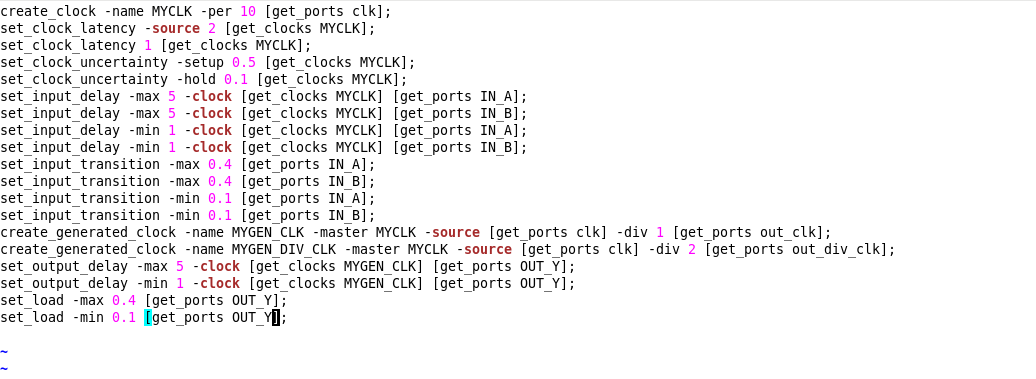 create_clock -name MYCLK -per 10 [get_ports clk];
set_clock_latency -source 2 [get_clocks MYCLK];
set_clock_latency 1 [get_clocks MYCLK];
set_clock_uncertainty -setup 0.5 [get_clocks MYCLK];
set_clock_uncertainty -hold 0.1 [get_clocks MYCLK];
set_input_delay -max 5 -clock [get_clocks MYCLK] [get_ports IN_A];
set_input_delay -max 5 -clock [get_clocks MYCLK] [get_ports IN_B];
set_input_delay -min 1 -clock [get_clocks MYCLK] [get_ports IN_A];
set_input_delay -min 1 -clock [get_clocks MYCLK] [get_ports IN_B];
set_input_transition -max 0.4 [get_ports IN_A];
set_input_transition -max 0.4 [get_ports IN_B];
set_input_transition -min 0.1 [get_ports IN_A];
set_input_transition -min 0.1 [get_ports IN_B];
create_generated_clock -name MYGEN_CLK -master MYCLK -source [get_ports clk] -div 1 [get_ports out_clk];
create_generated_clock -name MYGEN_DIV_CLK -master MYCLK -source [get_ports clk] -div 2 [get_ports out_div_clk];
set_output_delay -max 5 -clock [get_clocks MYGEN_CLK] [get_ports OUT_Y];
set_output_delay -min 1 -clock [get_clocks MYGEN_CLK] [get_ports OUT_Y];
set_load -max 0.4 [get_ports OUT_Y];
set_load -min 0.1 [get_ports OUT_Y];
~
~